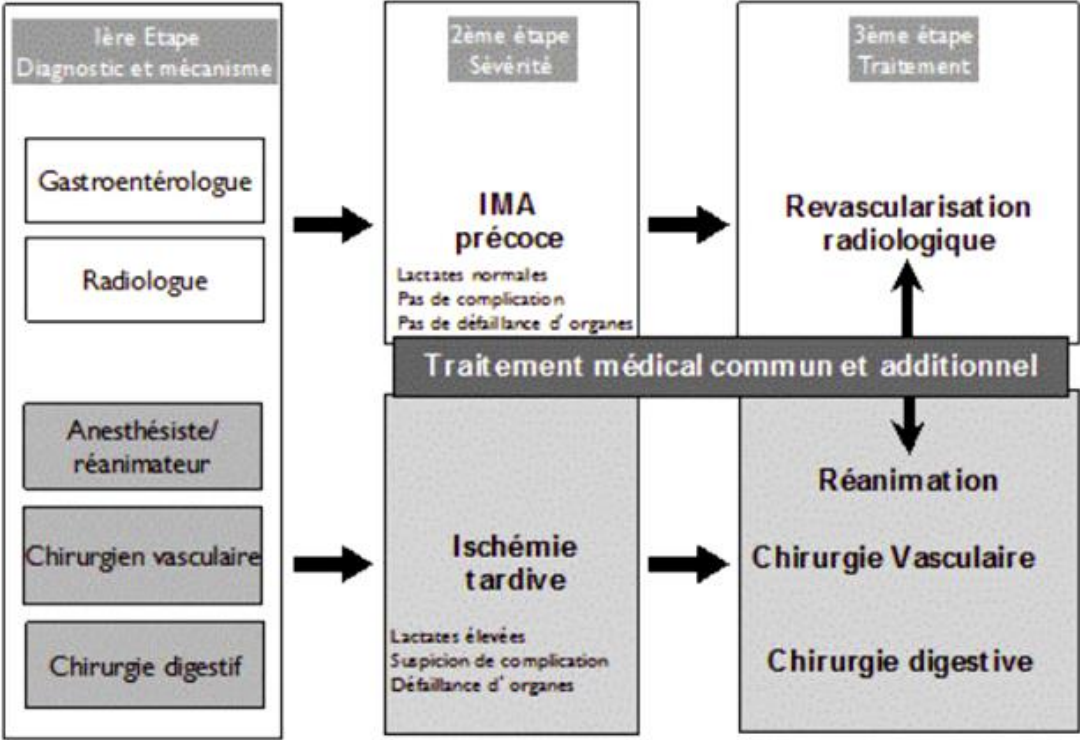 1ère Etape
Diagnostic et mécanisme
Gastroentérologue
Radiologue
Anesthésiste/
réanimateur
Chirurgien vasculaire
Chirurgie digestif
2ème étape
Sévérité
IMA
précoce
Lactates normales
Pas de complication
Pas de défaillance d' organes
3ème étape
Traitement
Revascularisation
radiologique
Traitement médical commun et additionnel
Ischémie
tardive
Lactates élevées
Suspicion de complication
Défaillance d' organes
Réanimation
Chirurgie Vasculaire
Chirurgie digestive